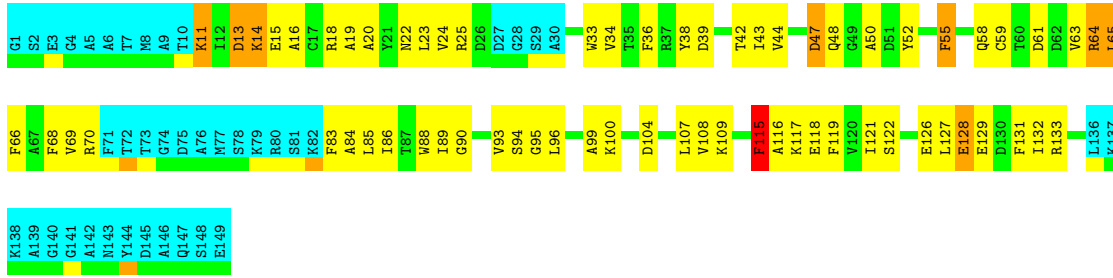 G1 S2 E3 G4 A5 A6 T7 M8 A9 T10 K11 I12 D13 K14 E15 A16 C17 R18 A19 A20 Y21 N22 L23 V24 R25 D26 D27 G28 S29 A30 W33 V34 T35 F36 R37 Y38 D39 T42 I43 V44 D47 Q48 G49 A50 D51 Y52 F55 Q58 C59 T60 D61 D62 V63 R64 L65
F66 A67 F68 V69 R70 F71 T72 T73 G74 D75 A76 M77 S78 K79 R80 S81 K82 F83 A84 L85 I86 T87 W88 I89 G90 V93 S94 G95 L96 A99 K100 D104 L107 V108 K109 F115 A116 K117 E118 F119 V120 I121 S122 E126 L127 E128 E129 D130 F131 I132 R133 L136 K137
K138 A139 G140 G141 A142 N143 Y144 D145 A146 Q147 S148 E149